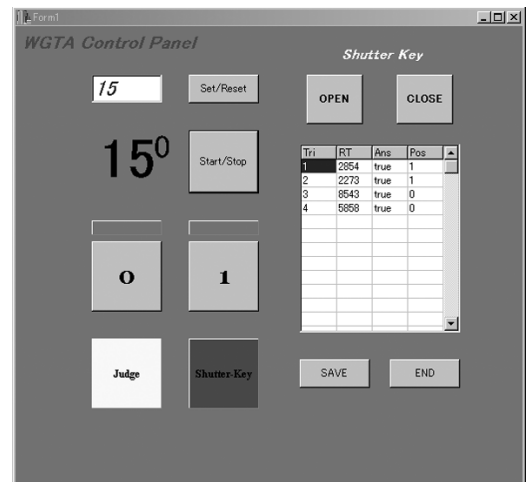 Form1
WGTA Control Panel
Shutter Key
15
Set/Reset
OPEN
CLOSE
15⁰
Start/Stop
Tri RT Ans Pos
1 2854 true 1
2 2273 true 1
3 8543 true 0
4 5858 true 0
0
1
Judge
Shutter-Key
SAVE
END